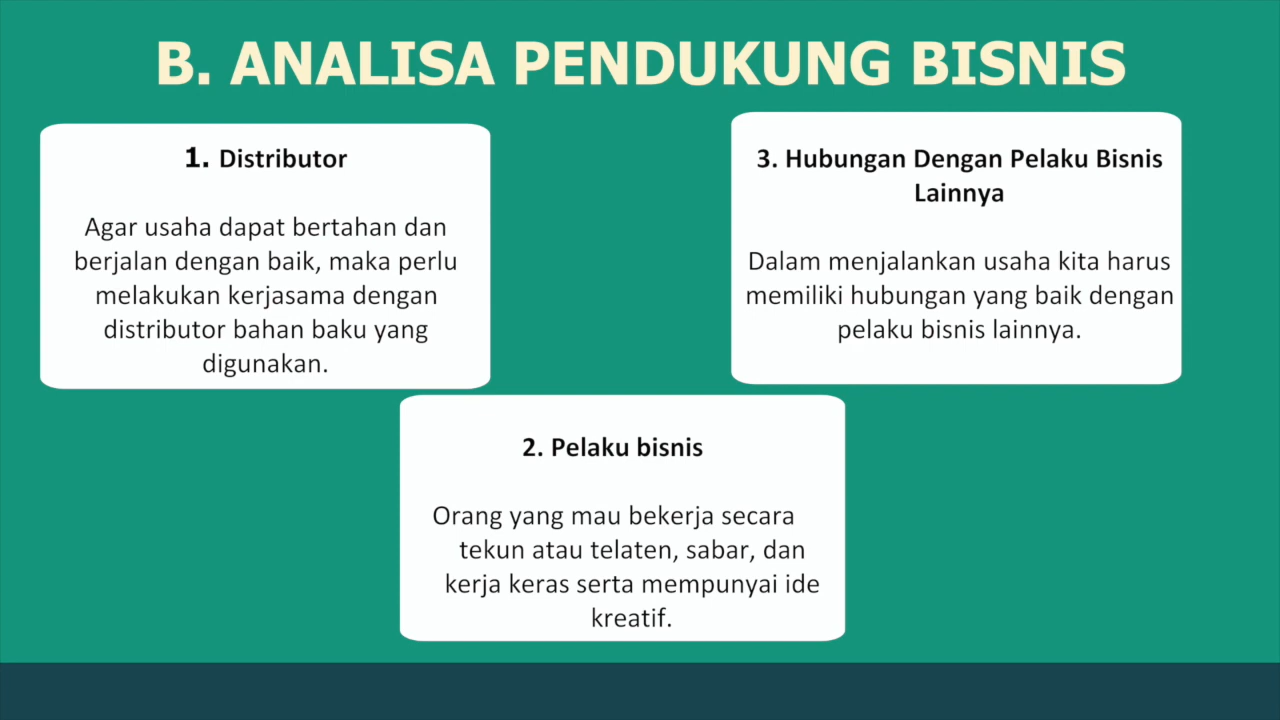 B. ANALISA PENDUKUNG BISNIS
1. Distributor
Agar usaha dapat bertahan dan
berjalan dengan baik, maka perlu
melakukan kerjasama dengan
distributor bahan baku yang
digunakan.
2. Pelaku bisnis
Orang yang mau bekerja secara
tekun atau telaten, sabar, dan
kerja keras serta mempunyai ide
kreatif.
3. Hubungan Dengan Pelaku Bisnis
Lainnya
Dalam menjalankan usaha kita harus
memiliki hubungan yang baik dengan
pelaku bisnis lainnya.